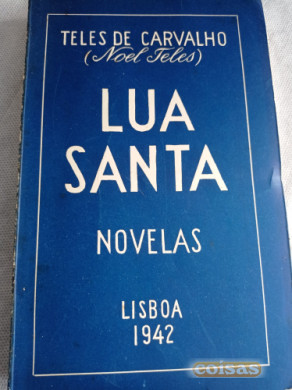 TELES DE CARVALHO
(Noel Teles)
LUA
SANTA
NOVELAS
LISBOA
1942
coisas